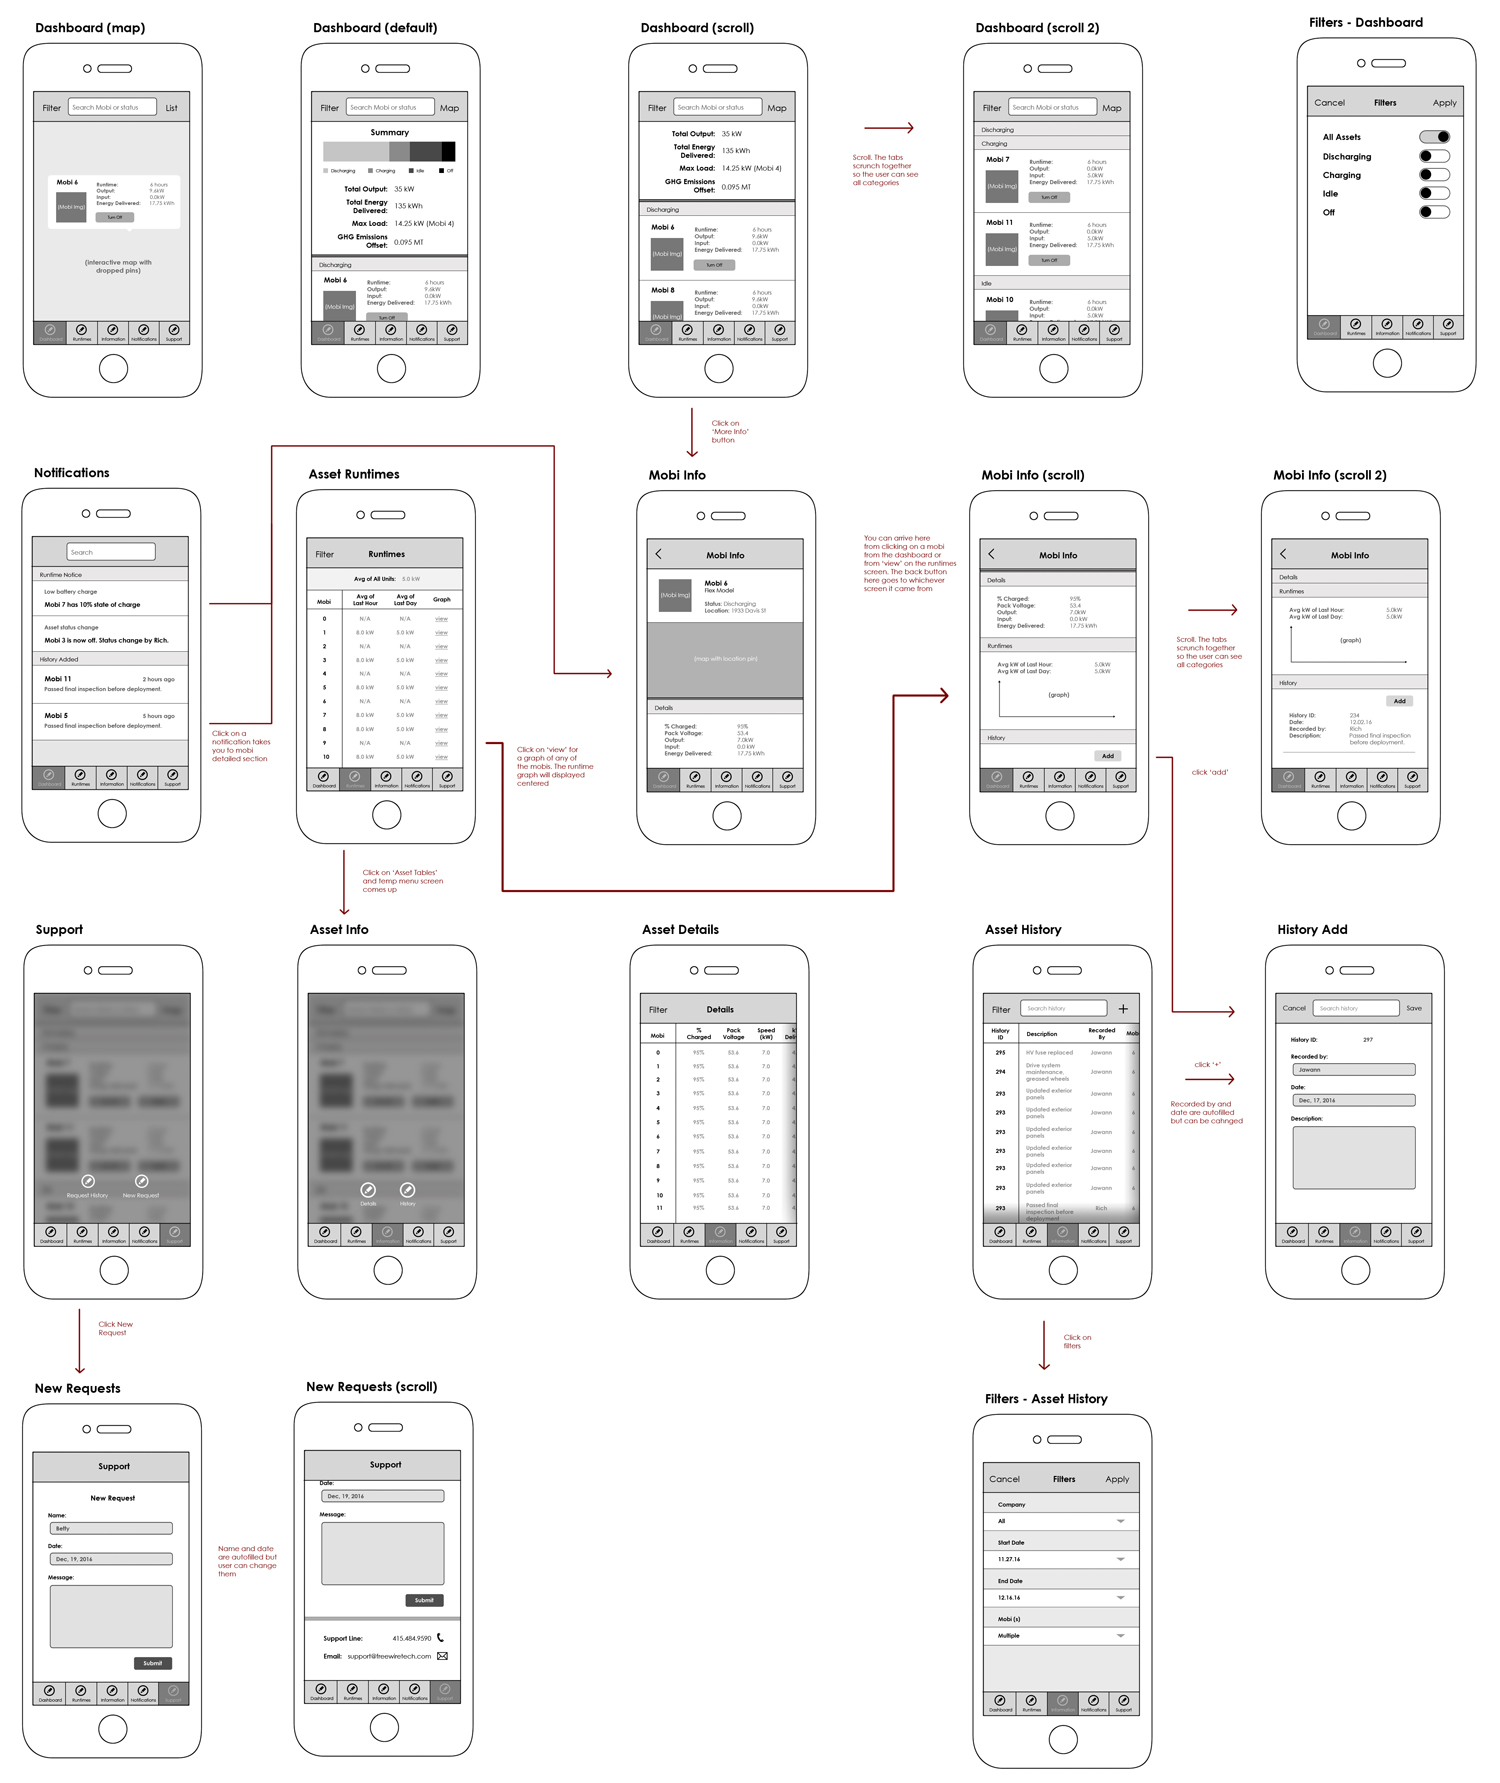 Dashboard (map)
Filter
Search Mobi or status
List
Mobi 6
(Mobi Img)
Runtime: 6 hours
Output: 9.6kW
Input: 0.0kW
Energy Delivered: 17.75 kWh
Turn Off
(interactive map with
dropped pins)
Dashboard Runtimes Information Notifications Support
Dashboard (default)
Filter
Search Mobi or status
Map
Summary
Discharging Charging Idle Off
Total Output: 35 kW
Total Energy
Delivered: 135 kWh
Max Load: 14.25 kW (Mobi 4)
GHG Emissions
Offset: 0.095 MT
Discharging
Mobi 6
(Mobi Img)
Runtime: 6 hours
Output: 9.6kW
Input: 0.0kW
Energy Delivered: 17.75 kWh
Turn Off
Dashboard Runtimes Information Notifications Support
Dashboard (scroll)
Filter
Search Mobi or status
Map
Total Output: 35 kW
Total Energy
Delivered: 135 kWh
Max Load: 14.25 kW (Mobi 4)
GHG Emissions
Offset: 0.095 MT
Discharging
Mobi 6
(Mobi Img)
Runtime: 6 hours
Output: 9.6kW
Input: 0.0kW
Energy Delivered: 17.75 kWh
Turn Off
Mobi 8
(Mobi Img)
Runtime: 6 hours
Output: 9.6kW
Input: 0.0kW
Energy Delivered: 17.75 kWh
Dashboard Runtimes Information Notifications Support
Scroll. The tabs
scrunch together
so the user can see
all categories
Dashboard (scroll 2)
Filter
Search Mobi or status
Map
Discharging
Charging
Mobi 7
(Mobi Img)
Runtime: 6 hours
Output: 0.0kW
Input: 5.0kW
Energy Delivered: 17.75 kWh
Turn Off
Mobi 11
(Mobi Img)
Runtime: 6 hours
Output: 0.0kW
Input: 5.0kW
Energy Delivered: 17.75 kWh
Turn Off
Idle
Mobi 10
(Mobi Img)
Runtime: 6 hours
Output: 0.0kW
Input: 5.0kW
Energy Delivered: 17.75 kWh
Dashboard Runtimes Information Notifications Support
Filters - Dashboard
Cancel Filters Apply
All Assets
Discharging
Charging
Idle
Off
Dashboard Runtimes Information Notifications Support
Click on
'More Info'
button
Notifications
Search
Runtime Notice
Low battery charge
Mobi 7 has 10% state of charge
Asset status change
Mobi 3 is now off. Status change by Rich.
History Added
Mobi 11 2 hours ago
Passed final inspection before deployment.
Mobi 5 5 hours ago
Passed final inspection before deployment.
Dashboard Runtimes Information Notifications Support
Click on a
notification takes
you to mobi
detailed section
Asset Runtimes
Filter Runtimes
Avg of All Units: 5.0 kW
Mobi
Avg of
Last Hour
Avg of
Last Day
Graph
0 N/A N/A view
1 8.0 kW 5.0 kW view
2 N/A N/A view
3 8.0 kW 5.0 kW view
4 N/A N/A view
5 8.0 kW 5.0 kW view
6 N/A N/A view
7 8.0 kW 5.0 kW view
8 8.0 kW 5.0 kW view
9 N/A N/A view
10 8.0 kW 5.0 kW view
Dashboard Runtimes Information Notifications Support
Click on 'view' for
a graph of any of
the mobis. The runtime
graph will displayed
centered
Mobi Info
Mobi Info
(Mobi Img)
Mobi 6
Flex Model
Status: Discharging
Location: 1933 Davis St
(map with location pin)
Details
% Charged: 95%
Pack Voltage: 53.4
Output: 7.0kW
Input: 0.0 kW
Energy Delivered: 17.75 kWh
Dashboard Runtimes Information Notifications Support
You can arrive here
from clicking on a mobi
from the dashboard or
from 'view' on the runtimes
screen. The back button
here goes to whichever
screen it came from
Mobi Info (scroll)
Mobi Info
Details
% Charged: 95%
Pack Voltage: 53.4
Output: 7.0kW
Input: 0.0 kW
Energy Delivered: 17.75 kWh
Runtimes
Avg kW of Last Hour: 5.0kW
Avg kW of Last Day: 5.0kW
(graph)
History
Add
Dashboard Runtimes Information Notifications Support
Scroll. The tabs
scrunch together
so the user can see
all categories
click 'add'
Mobi Info (scroll 2)
Mobi Info
Details
Runtimes
Avg kW of Last Hour: 5.0kW
Avg kW of Last Day: 5.0kW
(graph)
History
Add
History ID: 234
Date: 12.02.16
Recorded by: Rich
Description: Passed final inspection
before deployment.
Dashboard Runtimes Information Notifications Support
Click on 'Asset Tables'
and temp menu screen
comes up
Support
Request History New Request
Dashboard Runtimes Information Notifications Support
Asset Info
Details History
Dashboard Runtimes Information Notifications Support
Asset Details
Filter Details
Mobi
%
Charged
Pack
Voltage
Speed
(kW)
0 95% 53.6 7.0
1 95% 53.6 7.0
2 95% 53.6 7.0
3 95% 53.6 7.0
4 95% 53.6 7.0
5 95% 53.6 7.0
6 95% 53.6 7.0
7 95% 53.6 7.0
8 95% 53.6 7.0
9 95% 53.6 7.0
10 95% 53.6 7.0
11 95% 53.6 7.0
Dashboard Runtimes Information Notifications Support
Asset History
Filter
Search history
+
History
ID
Description
Recorded
By
Mob
295 HV fuse replaced Jawann 6
294 Drive system
maintenance,
greased wheels Jawann 6
293 Updated exterior
panels Jawann 6
293 Updated exterior
panels Jawann 6
293 Updated exterior
panels Jawann 6
293 Updated exterior
panels Jawann 6
293 Updated exterior
panels Jawann 6
293 Passed final
inspection before
deployment Rich 6
Dashboard Runtimes Information Notifications Support
click '+'
Recorded by and
date are autofilled
but can be cahnged
History Add
Cancel
Search history
Save
History ID: 297
Recorded by:
Jawann
Date:
Dec, 17, 2016
Description:
Dashboard Runtimes Information Notifications Support
Click New
Request
Click on
filters
New Requests
Support
New Request
Name:
Betty
Date:
Dec, 19, 2016
Message:
Submit
Dashboard Runtimes Information Notifications Support
Name and date
are autofilled but
user can change
them
New Requests (scroll)
Support
Date:
Dec, 19, 2016
Message:
Submit
Support Line: 415.484.9590
Email: support@freewiretech.com
Dashboard Runtimes Information Notifications Support
Filters - Asset History
Cancel Filters Apply
Company
All
Start Date
11.27.16
End Date
12.16.16
Mobi (s)
Multiple
Dashboard Runtimes Information Notifications Support